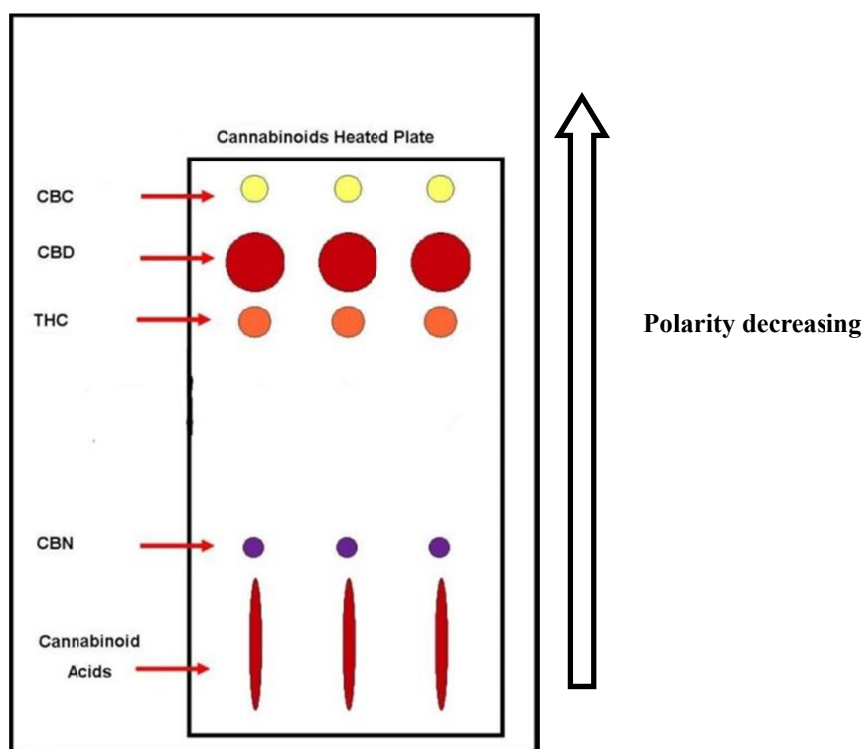 Cannabinoids Heated Plate
CBC
CBD
THC
Polarity decreasing
CBN
Cannabinoid
Acids